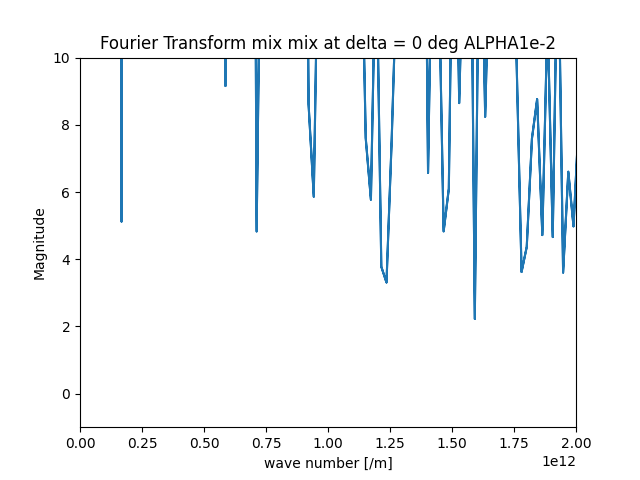 Fourier Transform mix mix at delta = 0 deg ALPHA1e-2
10
8
6
4
2
0
Magnitude
0.00 0.25 0.50 0.75 1.00 1.25 1.50 1.75 2.00
wave number [/m]
1e12